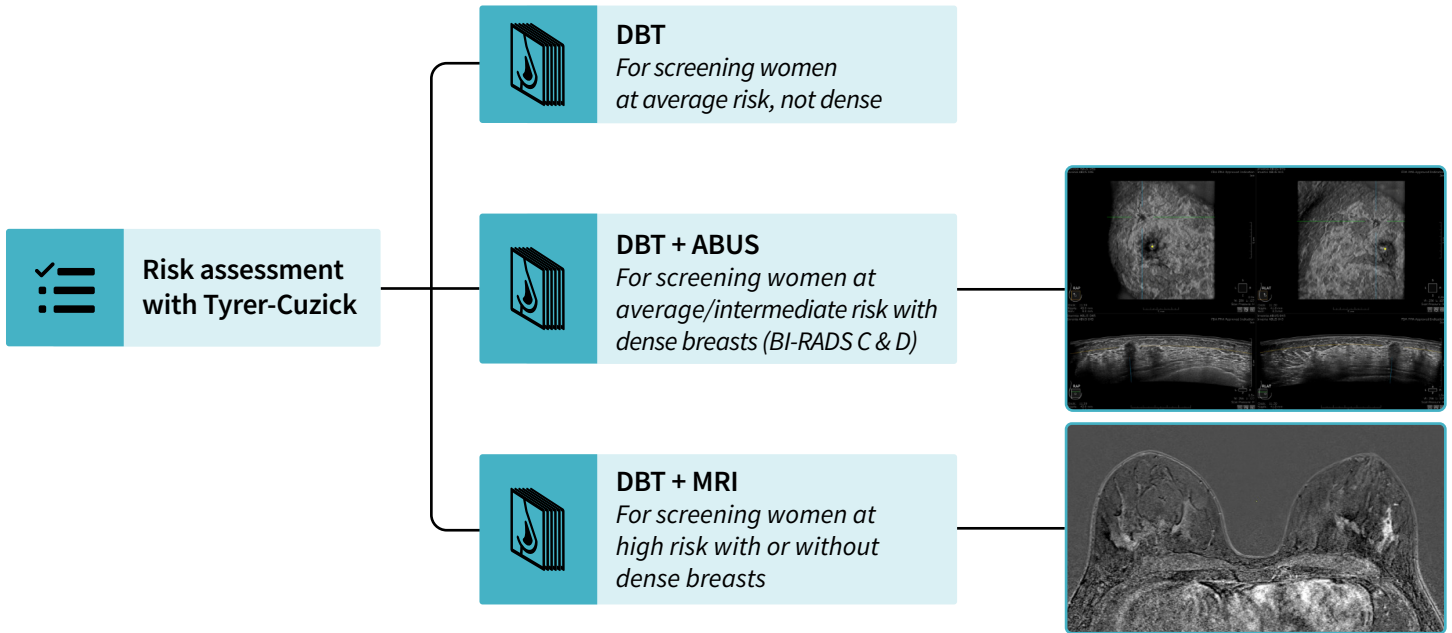 Risk assessment
with Tyrer-Cuzick
DBT
For screening women
at average risk, not dense
DBT + ABUS
For screening women at
average/intermediate risk with
dense breasts (BI-RADS C & D)
DBT + MRI
For screening women at
high risk with or without
dense breasts